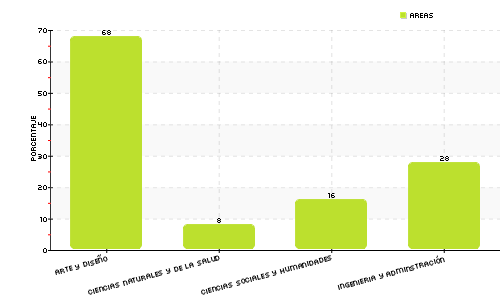 AREAS
PORCENTAJE
70
60
50
40
30
20
10
0
68
8
16
28
ARTE Y DISEÑO
CIENCIAS NATURALES Y DE LA SALUD
CIENCIAS SOCIALES Y HUMANIDADES
INGENIERIA Y ADMINSTRACIÓN